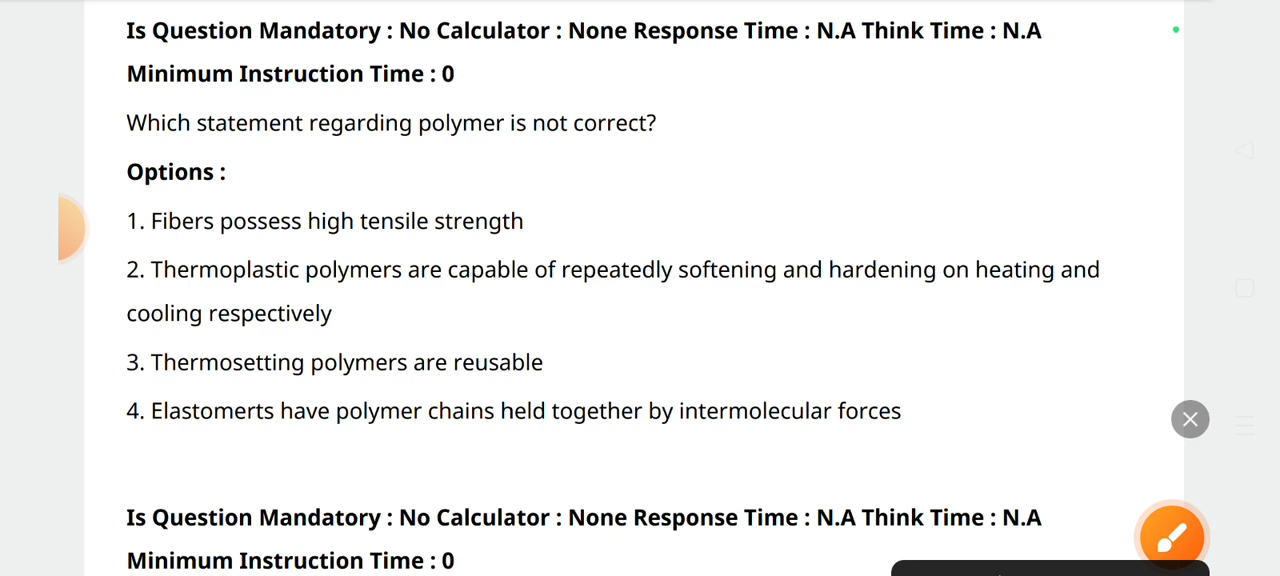 Is Question Mandatory : No Calculator : None Response Time : N.A Think Time : N.A
Minimum Instruction Time : 0
Which statement regarding polymer is not correct?
Options :
1. Fibers possess high tensile strength
2. Thermoplastic polymers are capable of repeatedly softening and hardening on heating and
cooling respectively
3. Thermosetting polymers are reusable
4. Elastomerts have polymer chains held together by intermolecular forces
Is Question Mandatory : No Calculator : None Response Time : N.A Think Time : N.A
Minimum Instruction Time : 0